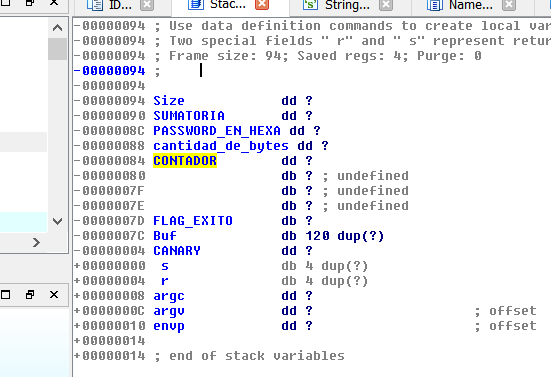 ID...
Stac...
String...
Name...
-00000094 ; Use data definition commands to create local var
-00000094 ; Two special fields " r" and " s" represent retur
-00000094 ; Frame size: 94; Saved regs: 4; Purge: 0
-00000094 ;
-00000094
-00000094 Size dd ?
-00000090 SUMATORIA dd ?
-0000008C PASSWORD_EN_HEXA dd ?
-00000088 cantidad_de_bytes dd ?
-00000084 CONTADOR dd ?
-00000080 db ? ; undefined
-0000007F db ? ; undefined
-0000007E db ? ; undefined
-0000007D FLAG_EXITO db ?
-0000007C Buf db 120 dup(?)
-00000004 CANARY dd ?
+00000000 s db 4 dup(?)
+00000004 r db 4 dup(?)
+00000008 argc dd ?
+0000000C argv dd ? ; offset
+00000010 envp dd ? ; offset
+00000014
+00000014 ; end of stack variables